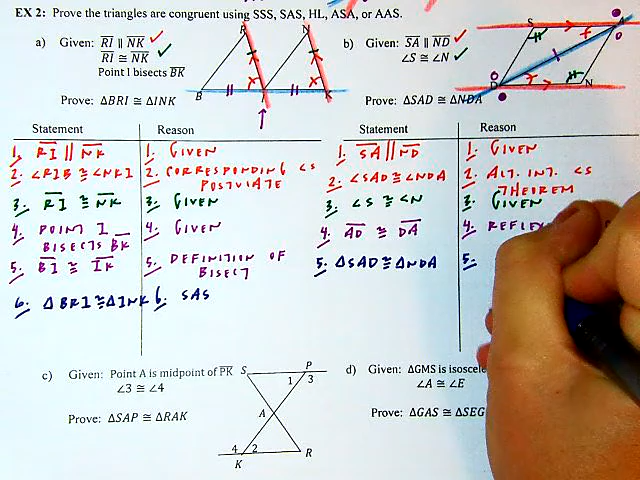 EX 2: Prove the triangles are congruent using SSS, SAS, HL, ASA, or AAS.
a) Given: RI ∥ NK
RI ≅ NK
Point I bisects BK
Prove: ΔBRI ≅ ΔINK
R N
B I K
b) Given: SA ∥ ND
∠S ≅ ∠N
Prove: ΔSAD ≅ ΔNDA
S A
D N
Statement Reason
1. RI ∥ NK 1. GIVEN
2. ∠RIB ≅ ∠NKI 2. CORRESPONDING ∠S
POSTULATE
3. RI ≅ NK 3. GIVEN
4. POINT I 4. GIVEN
BISECTS BK
5. BI ≅ IK 5. DEFINITION OF
BISECT
6. ΔBRI ≅ ΔINK 6. SAS
Statement Reason
1. SA ∥ ND 1. GIVEN
2. ∠SAD ≅ ∠NDA 2. ALT. INT. ∠S
THEOREM
3. ∠S ≅ ∠N 3. GIVEN
4. AD ≅ DA 4.
5. ΔSAD ≅ ΔNDA 5.
c) Given: Point A is midpoint of PK
∠3 ≅ ∠4
Prove: ΔSAP ≅ ΔRAK
S P
1 3
A
4 2
K R
d) Given: ΔGMS is
∠A ≅ ∠E
Prove: ΔGAS ≅ ΔSEG